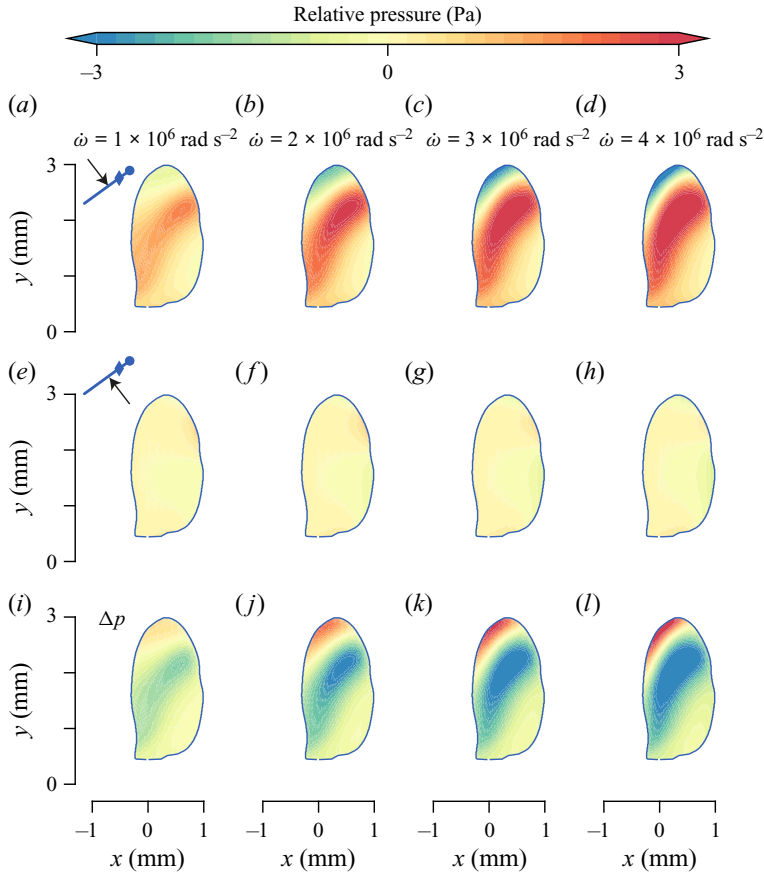 Relative pressure (Pa)
−3 0 3
(a) (b) (c) (d)
ω̇ = 1 × 10⁶ rad s⁻² ω̇ = 2 × 10⁶ rad s⁻² ω̇ = 3 × 10⁶ rad s⁻² ω̇ = 4 × 10⁶ rad s⁻²
3
y (mm)
0
(e) (f) (g) (h)
3
y (mm)
0
(i) (j) (k) (l)
3 Δp
y (mm)
0
−1 0 1 −1 0 1 −1 0 1 −1 0 1
x (mm) x (mm) x (mm) x (mm)